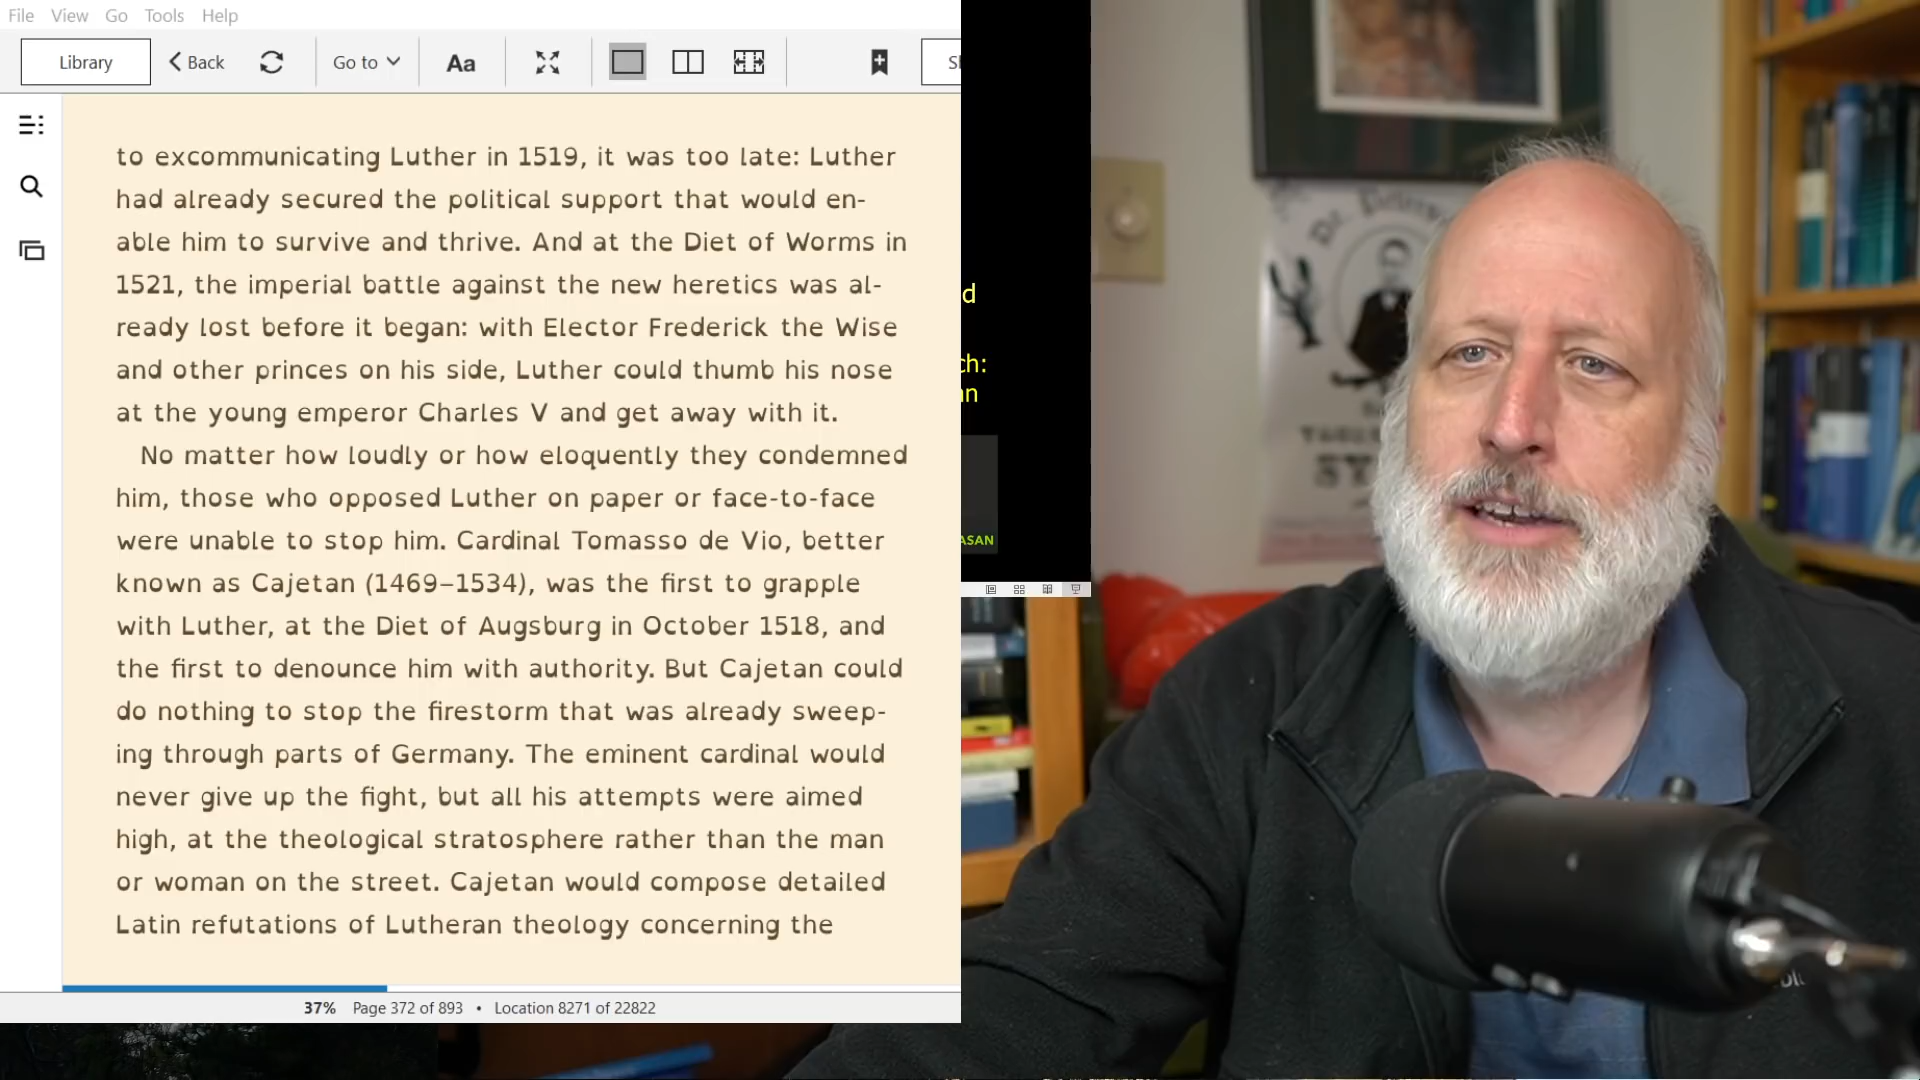 File View Go Tools Help
Library Back Go to Aa
to excommunicating Luther in 1519, it was too late: Luther
had already secured the political support that would en-
able him to survive and thrive. And at the Diet of Worms in
1521, the imperial battle against the new heretics was al-
ready lost before it began: with Elector Frederick the Wise
and other princes on his side, Luther could thumb his nose
at the young emperor Charles V and get away with it.
No matter how loudly or how eloquently they condemned
him, those who opposed Luther on paper or face-to-face
were unable to stop him. Cardinal Tomasso de Vio, better
known as Cajetan (1469–1534), was the first to grapple
with Luther, at the Diet of Augsburg in October 1518, and
the first to denounce him with authority. But Cajetan could
do nothing to stop the firestorm that was already sweep-
ing through parts of Germany. The eminent cardinal would
never give up the fight, but all his attempts were aimed
high, at the theological stratosphere rather than the man
or woman on the street. Cajetan would compose detailed
Latin refutations of Lutheran theology concerning the
37% Page 372 of 893 • Location 8271 of 22822
d
ch:
an
ASAN
Dr.